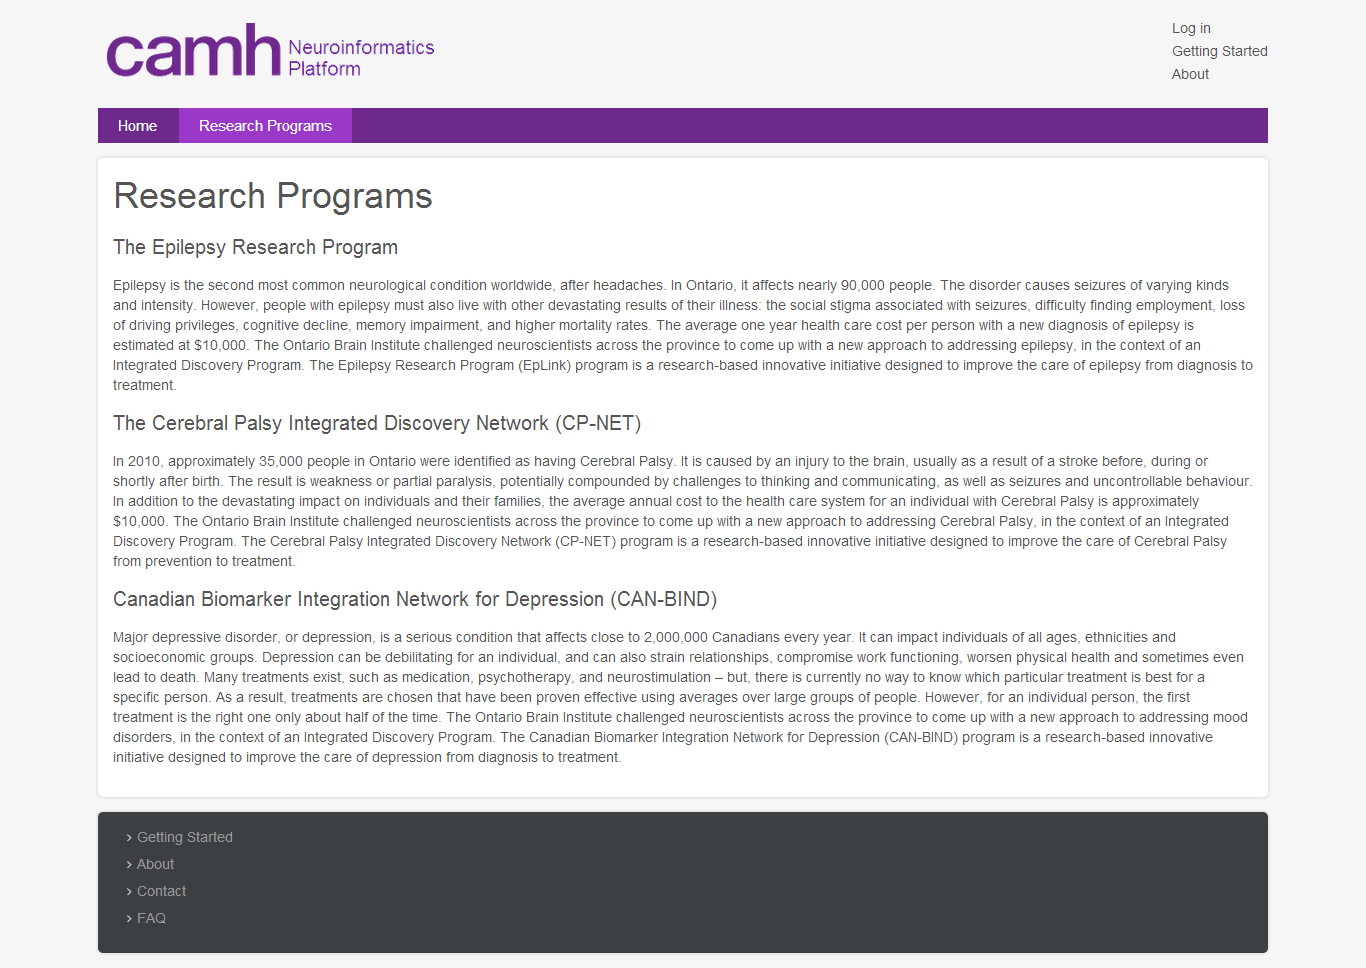 camh Neuroinformatics
Platform
Log in
Getting Started
About
Home Research Programs
Research Programs
The Epilepsy Research Program
Epilepsy is the second most common neurological condition worldwide, after headaches. In Ontario, it affects nearly 90,000 people. The disorder causes seizures of varying kinds
and intensity. However, people with epilepsy must also live with other devastating results of their illness: the social stigma associated with seizures, difficulty finding employment, loss
of driving privileges, cognitive decline, memory impairment, and higher mortality rates. The average one year health care cost per person with a new diagnosis of epilepsy is
estimated at $10,000. The Ontario Brain Institute challenged neuroscientists across the province to come up with a new approach to addressing epilepsy, in the context of an
Integrated Discovery Program. The Epilepsy Research Program (EpLink) program is a research-based innovative initiative designed to improve the care of epilepsy from diagnosis to
treatment.
The Cerebral Palsy Integrated Discovery Network (CP-NET)
In 2010, approximately 35,000 people in Ontario were identified as having Cerebral Palsy. It is caused by an injury to the brain, usually as a result of a stroke before, during or
shortly after birth. The result is weakness or partial paralysis, potentially compounded by challenges to thinking and communicating, as well as seizures and uncontrollable behaviour.
In addition to the devastating impact on individuals and their families, the average annual cost to the health care system for an individual with Cerebral Palsy is approximately
$10,000. The Ontario Brain Institute challenged neuroscientists across the province to come up with a new approach to addressing Cerebral Palsy, in the context of an Integrated
Discovery Program. The Cerebral Palsy Integrated Discovery Network (CP-NET) program is a research-based innovative initiative designed to improve the care of Cerebral Palsy
from prevention to treatment.
Canadian Biomarker Integration Network for Depression (CAN-BIND)
Major depressive disorder, or depression, is a serious condition that affects close to 2,000,000 Canadians every year. It can impact individuals of all ages, ethnicities and
socioeconomic groups. Depression can be debilitating for an individual, and can also strain relationships, compromise work functioning, worsen physical health and sometimes even
lead to death. Many treatments exist, such as medication, psychotherapy, and neurostimulation – but, there is currently no way to know which particular treatment is best for a
specific person. As a result, treatments are chosen that have been proven effective using averages over large groups of people. However, for an individual person, the first
treatment is the right one only about half of the time. The Ontario Brain Institute challenged neuroscientists across the province to come up with a new approach to addressing mood
disorders, in the context of an Integrated Discovery Program. The Canadian Biomarker Integration Network for Depression (CAN-BIND) program is a research-based innovative
initiative designed to improve the care of depression from diagnosis to treatment.
› Getting Started
› About
› Contact
› FAQ